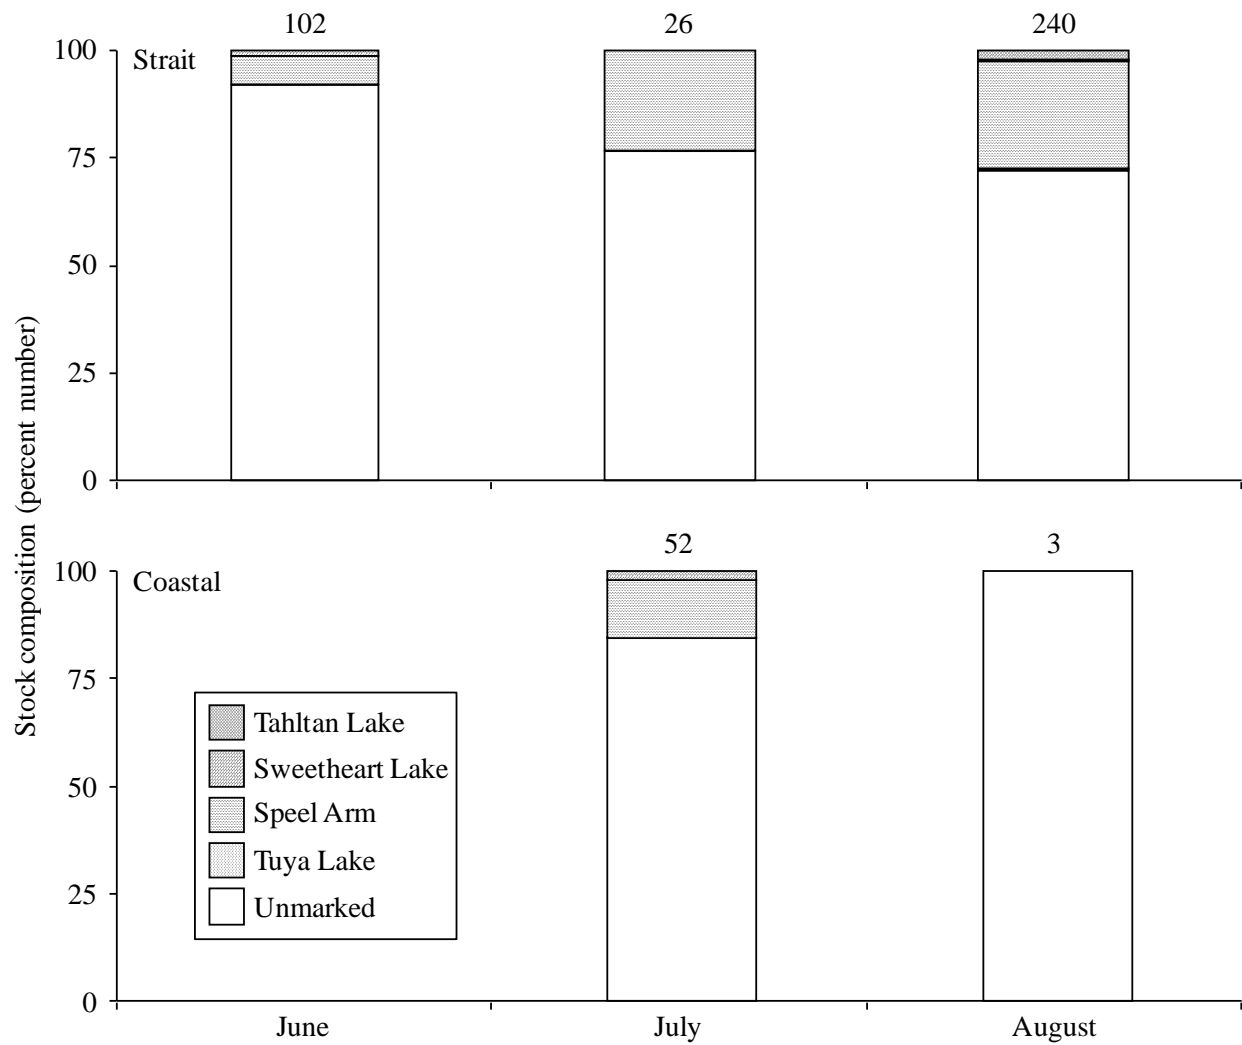 102 26 240
100
Strait
75
50
25
0
52 3
100
Coastal
75
50
25
0
Stock composition (percent number)
Tahltan Lake
Sweetheart Lake
Speel Arm
Tuya Lake
Unmarked
June July August